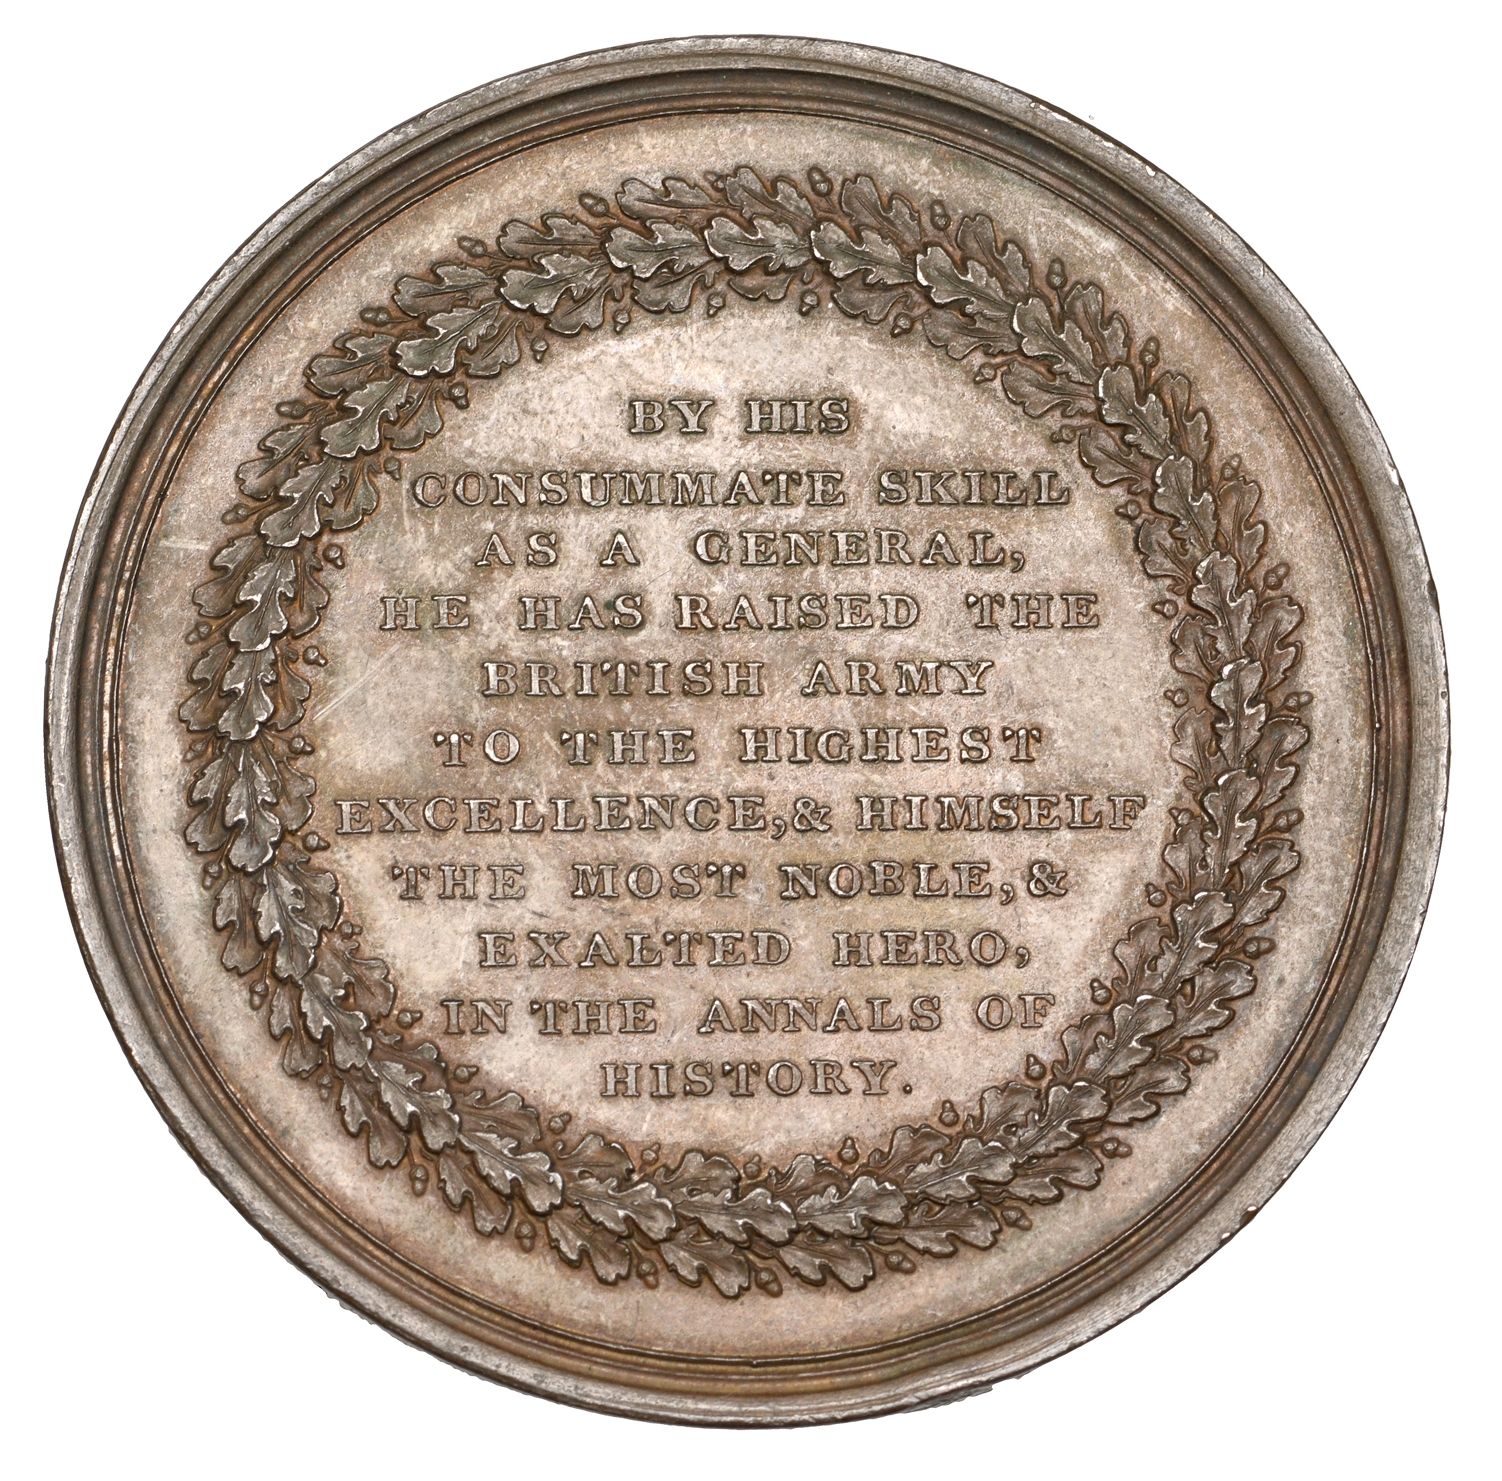 BY HIS
CONSUMMATE SKILL
AS A GENERAL,
HE HAS RAISED THE
BRITISH ARMY
TO THE HIGHEST
EXCELLENCE, & HIMSELF
THE MOST NOBLE, &
EXALTED HERO,
IN THE ANNALS OF
HISTORY.